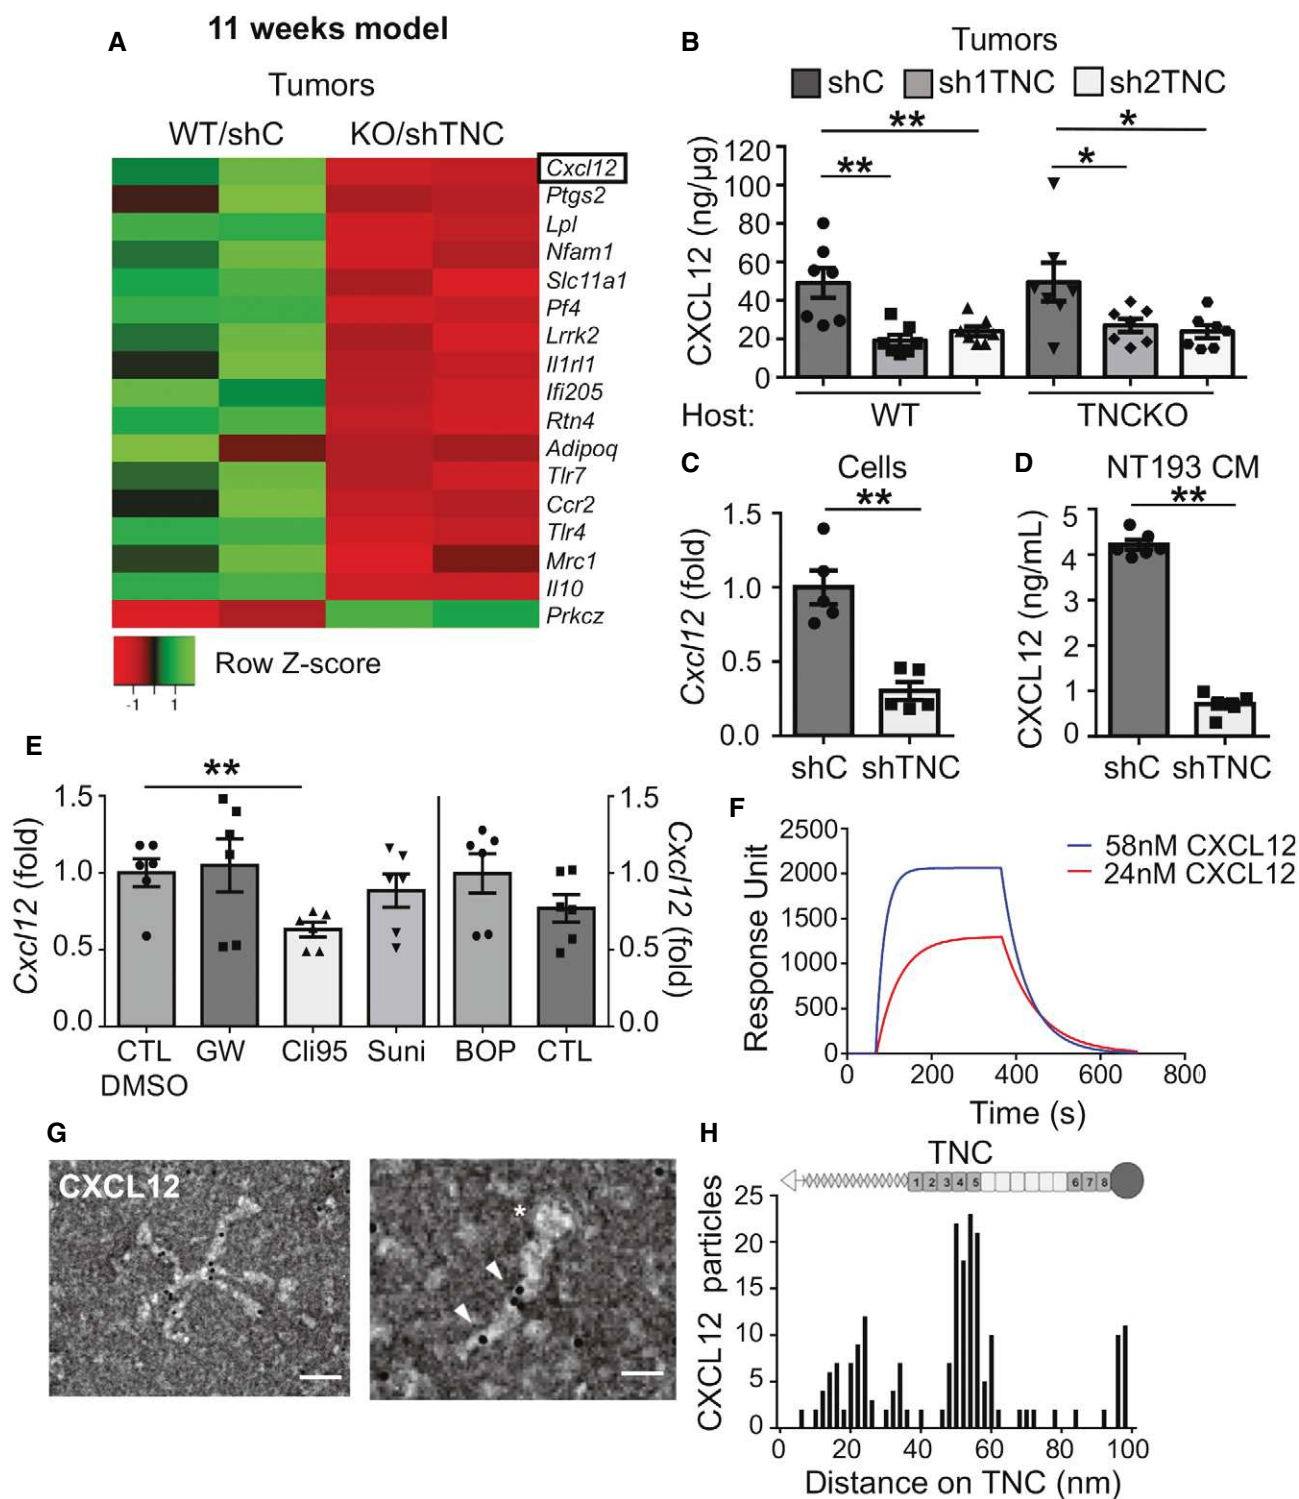 11 weeks model
A
Tumors
WT/shC KO/shTNC
Cxcl12
Ptgs2
Lpl
Nfam1
Slc11a1
Pf4
Lrrk2
Il1rl1
Ifi205
Rtn4
Adipoq
Tlr7
Ccr2
Tlr4
Mrc1
Il10
Prkcz
Row Z-score
-1 1
B
Tumors
shC sh1TNC sh2TNC
** *
** *
CXCL12 (ng/µg)
120
100
80
60
40
20
0
Host: WT TNCKO
C
Cells
**
Cxcl12 (fold)
1.5
1.0
0.5
0.0
shC shTNC
D
NT193 CM
**
CXCL12 (ng/mL)
5
4
3
2
1
0
shC shTNC
E
**
Cxcl12 (fold)
1.5
1.0
0.5
0.0
1.5
1.0
0.5
0.0
Cxcl12 (fold)
CTL GW Cli95 Suni BOP CTL
DMSO
F
Response Unit
2500
2000
1500
1000
500
0
58nM CXCL12
24nM CXCL12
0 200 400 600 800
Time (s)
G
CXCL12
*
H
TNC
1 2 3 4 5 6 7 8
CXCL12 particles
25
20
15
10
5
0
0 20 40 60 80 100
Distance on TNC (nm)